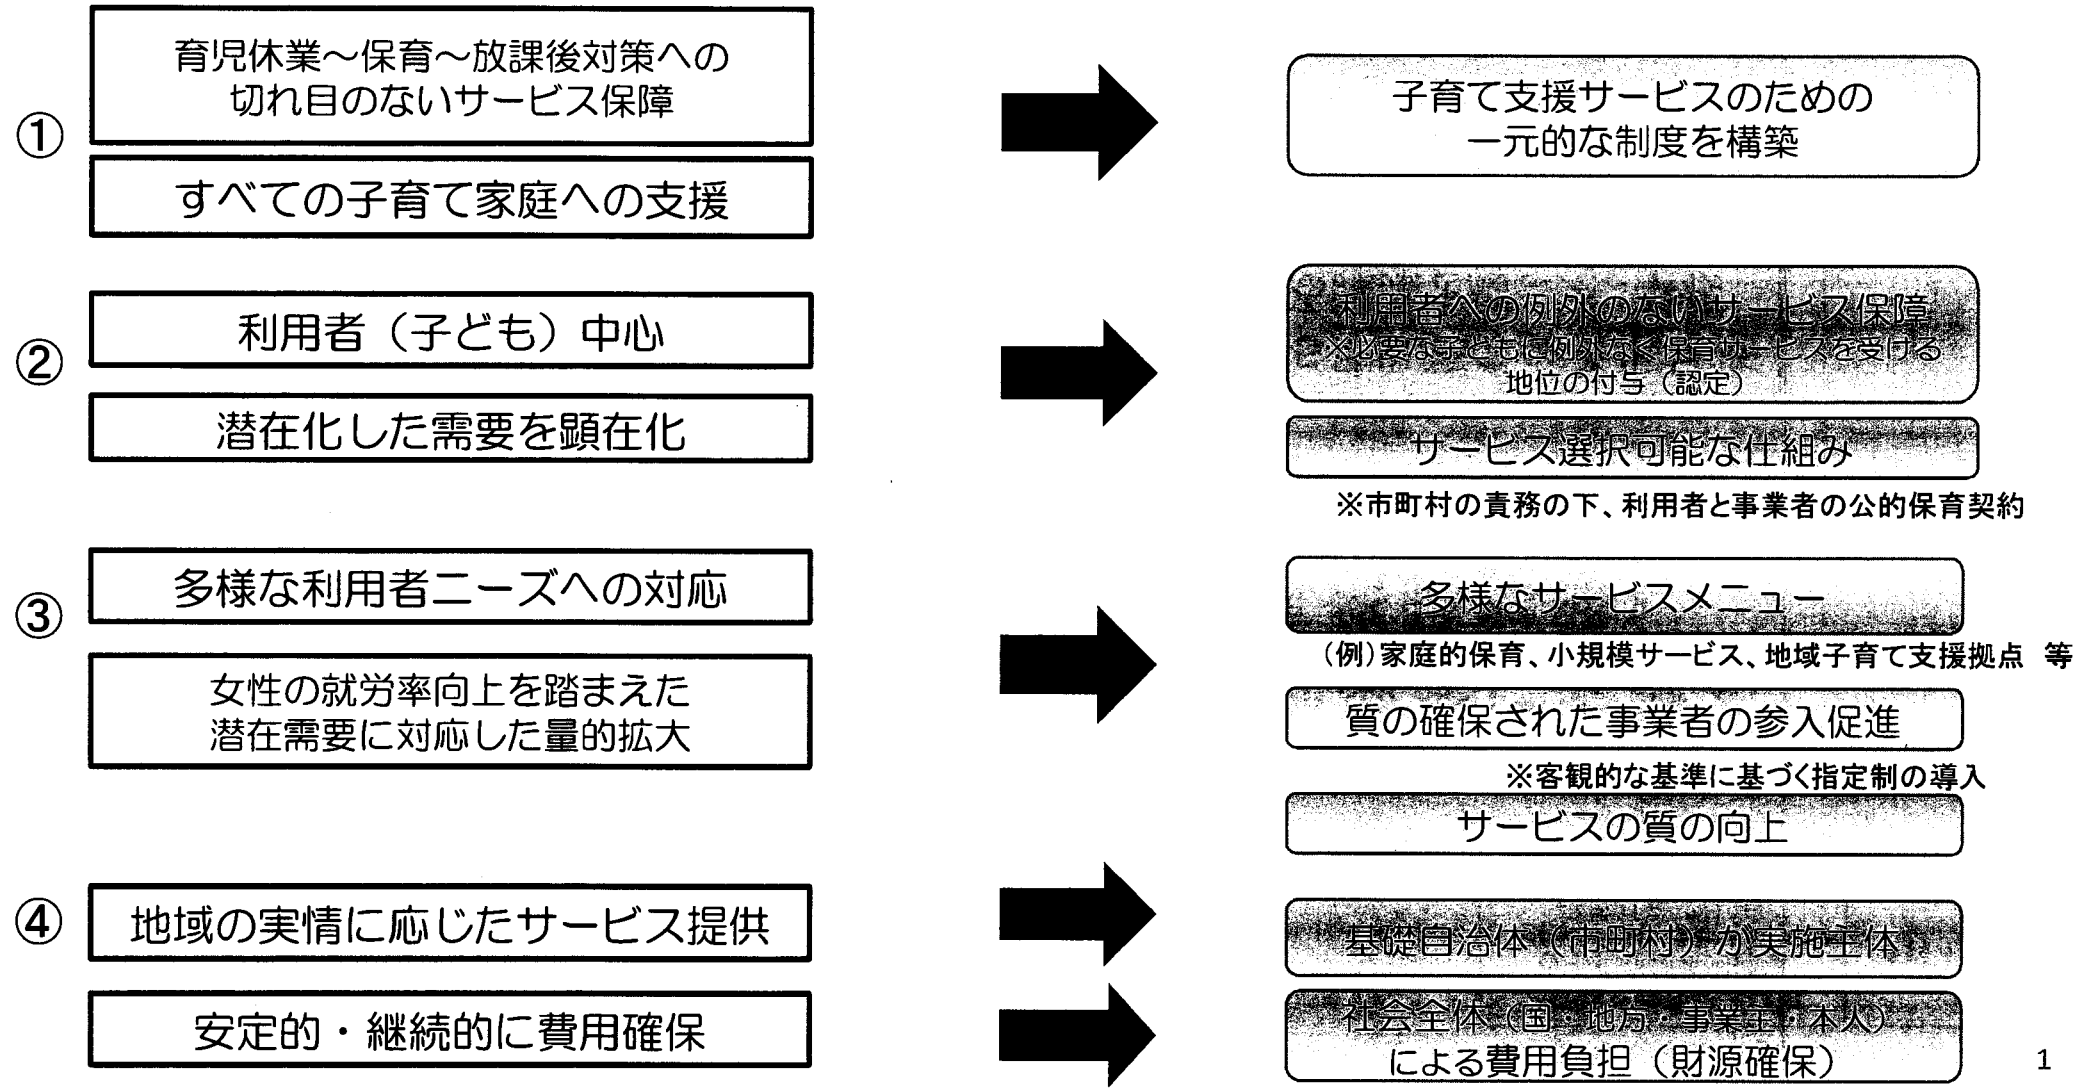 ①
育児休業～保育～放課後対策への
切れ目のないサービス保障
すべての子育て家庭への支援
子育て支援サービスのための
一元的な制度を構築
②
利用者（子ども）中心
潜在化した需要を顕在化
利用者への例外のないサービス保障
※必要な子どもに例外なく保育サービスを受ける
地位の付与（認定）
サービス選択可能な仕組み
※市町村の責務の下、利用者と事業者の公的保育契約
③
多様な利用者ニーズへの対応
女性の就労率向上を踏まえた
潜在需要に対応した量的拡大
多様なサービスメニュー
（例）家庭的保育、小規模サービス、地域子育て支援拠点 等
質の確保された事業者の参入促進
※客観的な基準に基づく指定制の導入
サービスの質の向上
④
地域の実情に応じたサービス提供
基礎自治体（市町村）が実施主体
安定的・継続的に費用確保
社会全体（国・地方・事業主・本人）
による費用負担（財源確保）
1